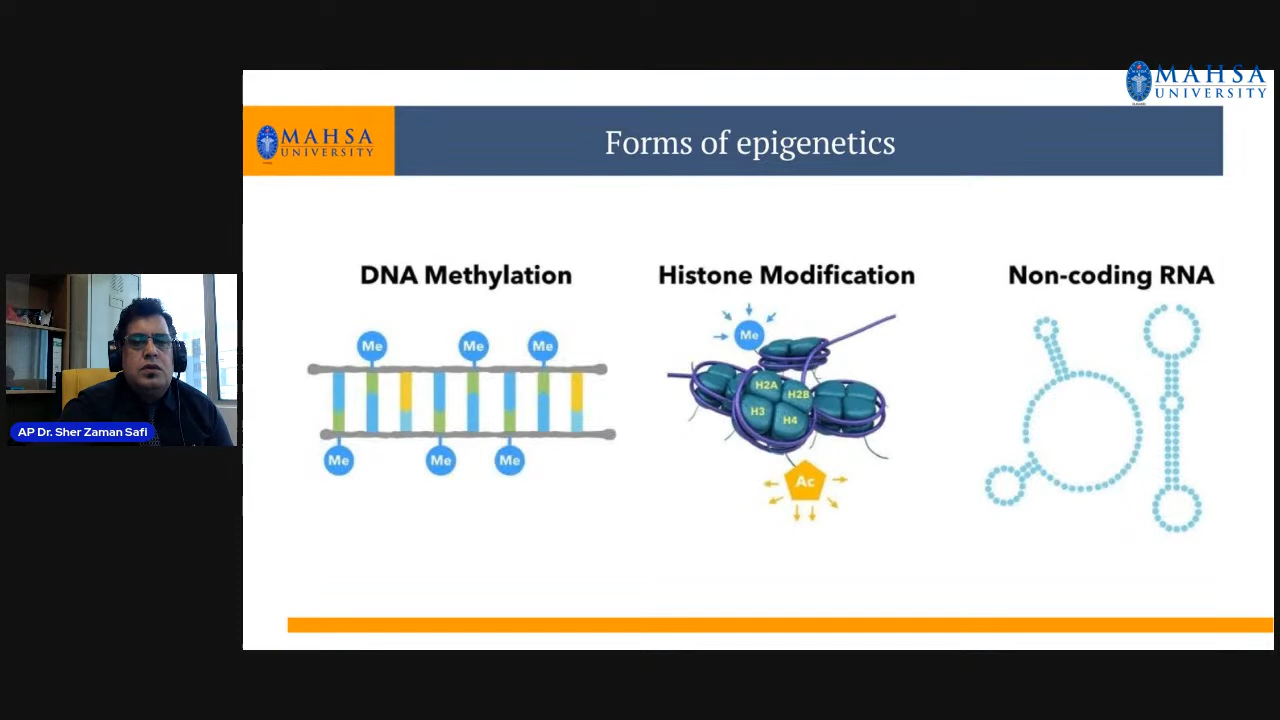 MAHSA
UNIVERSITY
MAHSA
UNIVERSITY
Forms of epigenetics
DNA Methylation
Histone Modification
Non-coding RNA
Me
Me
Me
Me
Me
Me
Me
H2A
H2B
H3
H4
Ac
AP Dr. Sher Zaman Safi